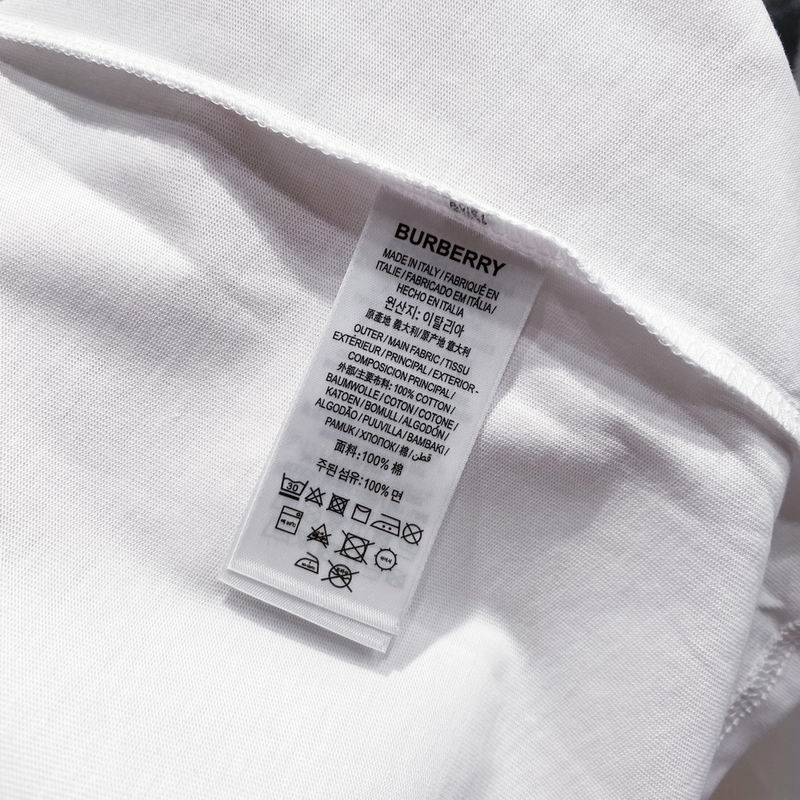 BURBERRY
MADE IN ITALY / FABRIQUÉ EN
ITALIE / FABRICADO EM ITÁLIA /
HECHO EN ITALIA
원산지: 이탈리아
原產地 義大利/原产地 意大利
OUTER / MAIN FABRIC / TISSU
EXTÉRIEUR / PRINCIPAL / EXTERIOR-
COMPOSICION PRINCIPAL /
外部/主要布料: 100% COTTON /
BAUMWOLLE / COTON / COTONE /
KATOEN / BOMULL / ALGODÓN /
ALGODÃO / PUUVILLA / BAMBAKI /
PAMUK / ХЛОПОК / 棉 / قطن
面料:100% 棉
주된 섬유:100% 면
30